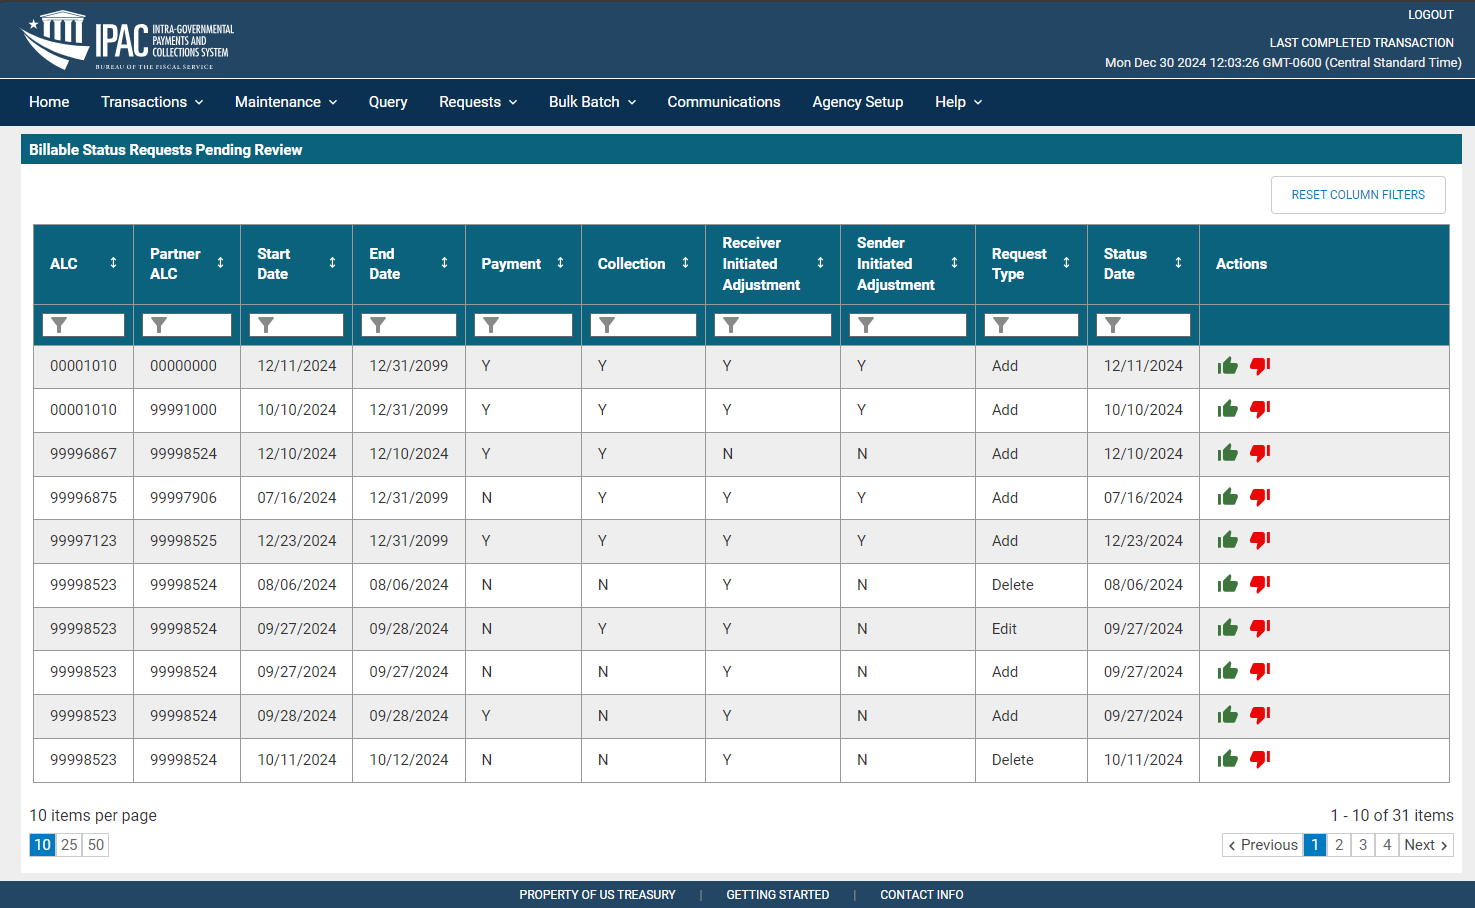 LOGOUT
IPAC INTRA-GOVERNMENTAL
PAYMENTS AND
COLLECTIONS SYSTEM
BUREAU OF THE FISCAL SERVICE
LAST COMPLETED TRANSACTION
Mon Dec 30 2024 12:03:26 GMT-0600 (Central Standard Time)
Home Transactions Maintenance Query Requests Bulk Batch Communications Agency Setup Help
Billable Status Requests Pending Review
RESET COLUMN FILTERS
ALC Partner ALC Start Date End Date Payment Collection Receiver Initiated Adjustment Sender Initiated Adjustment Request Type Status Date Actions
00001010 00000000 12/11/2024 12/31/2099 Y Y Y Y Add 12/11/2024
00001010 99991000 10/10/2024 12/31/2099 Y Y Y Y Add 10/10/2024
99996867 99998524 12/10/2024 12/10/2024 Y Y N N Add 12/10/2024
99996875 99997906 07/16/2024 12/31/2099 N Y Y Y Add 07/16/2024
99997123 99998525 12/23/2024 12/31/2099 Y Y Y Y Add 12/23/2024
99998523 99998524 08/06/2024 08/06/2024 N N Y N Delete 08/06/2024
99998523 99998524 09/27/2024 09/28/2024 N Y Y N Edit 09/27/2024
99998523 99998524 09/27/2024 09/27/2024 N N Y N Add 09/27/2024
99998523 99998524 09/28/2024 09/28/2024 Y N Y N Add 09/27/2024
99998523 99998524 10/11/2024 10/12/2024 N N Y N Delete 10/11/2024
10 items per page 1 - 10 of 31 items
10 25 50 ‹ Previous 1 2 3 4 Next ›
PROPERTY OF US TREASURY | GETTING STARTED | CONTACT INFO